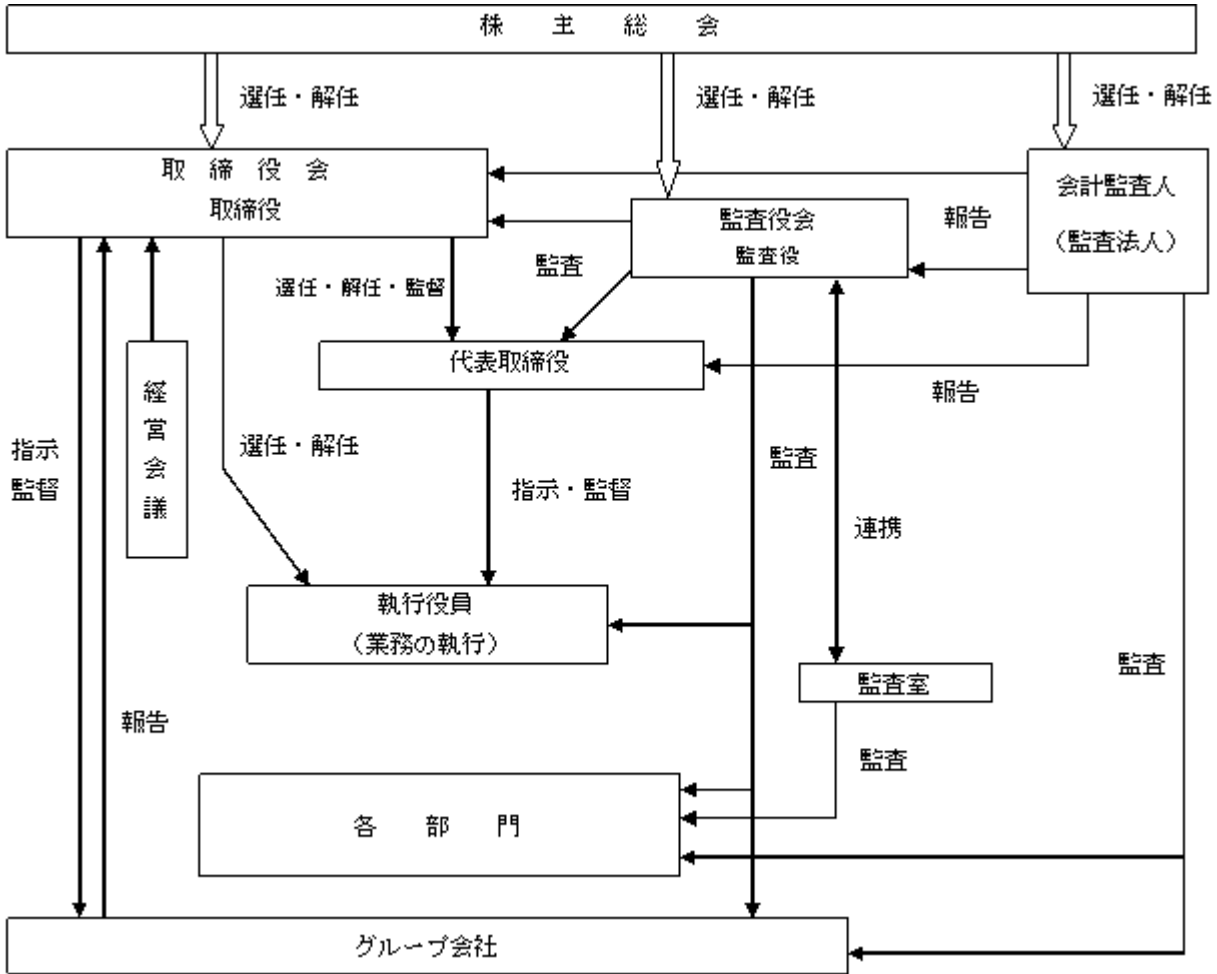 株主総会
選任・解任
選任・解任
選任・解任
取締役会
取締役
監査役会
監査役
会計監査人
（監査法人）
報告
監査
選任・解任・監督
代表取締役
報告
経営会議
指示
監督
選任・解任
指示・監督
監査
連携
執行役員
（業務の執行）
監査室
監査
報告
監査
各部門
グループ会社